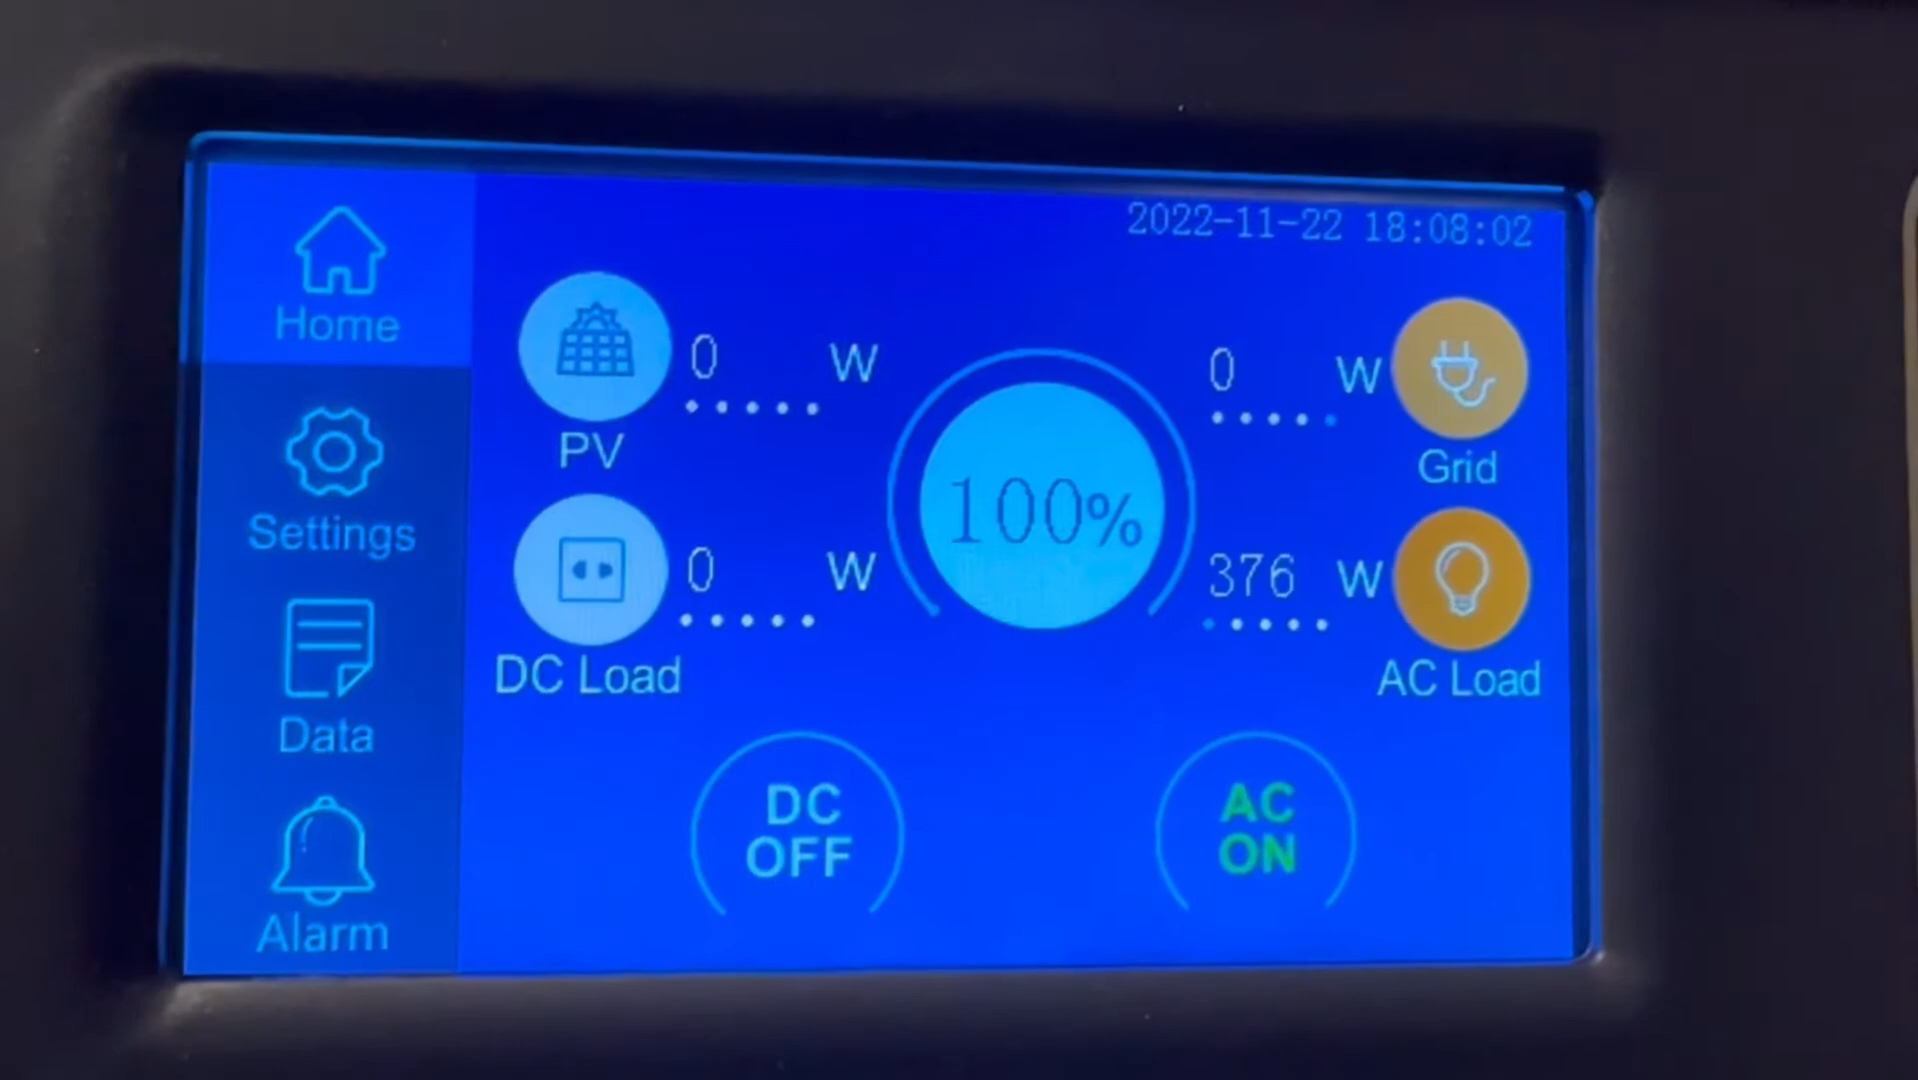 2022-11-22 18:08:02
Home
Settings
Data
Alarm
0 W
PV
0 W
DC Load
100%
0 W
Grid
376 W
AC Load
DC
OFF
AC
ON